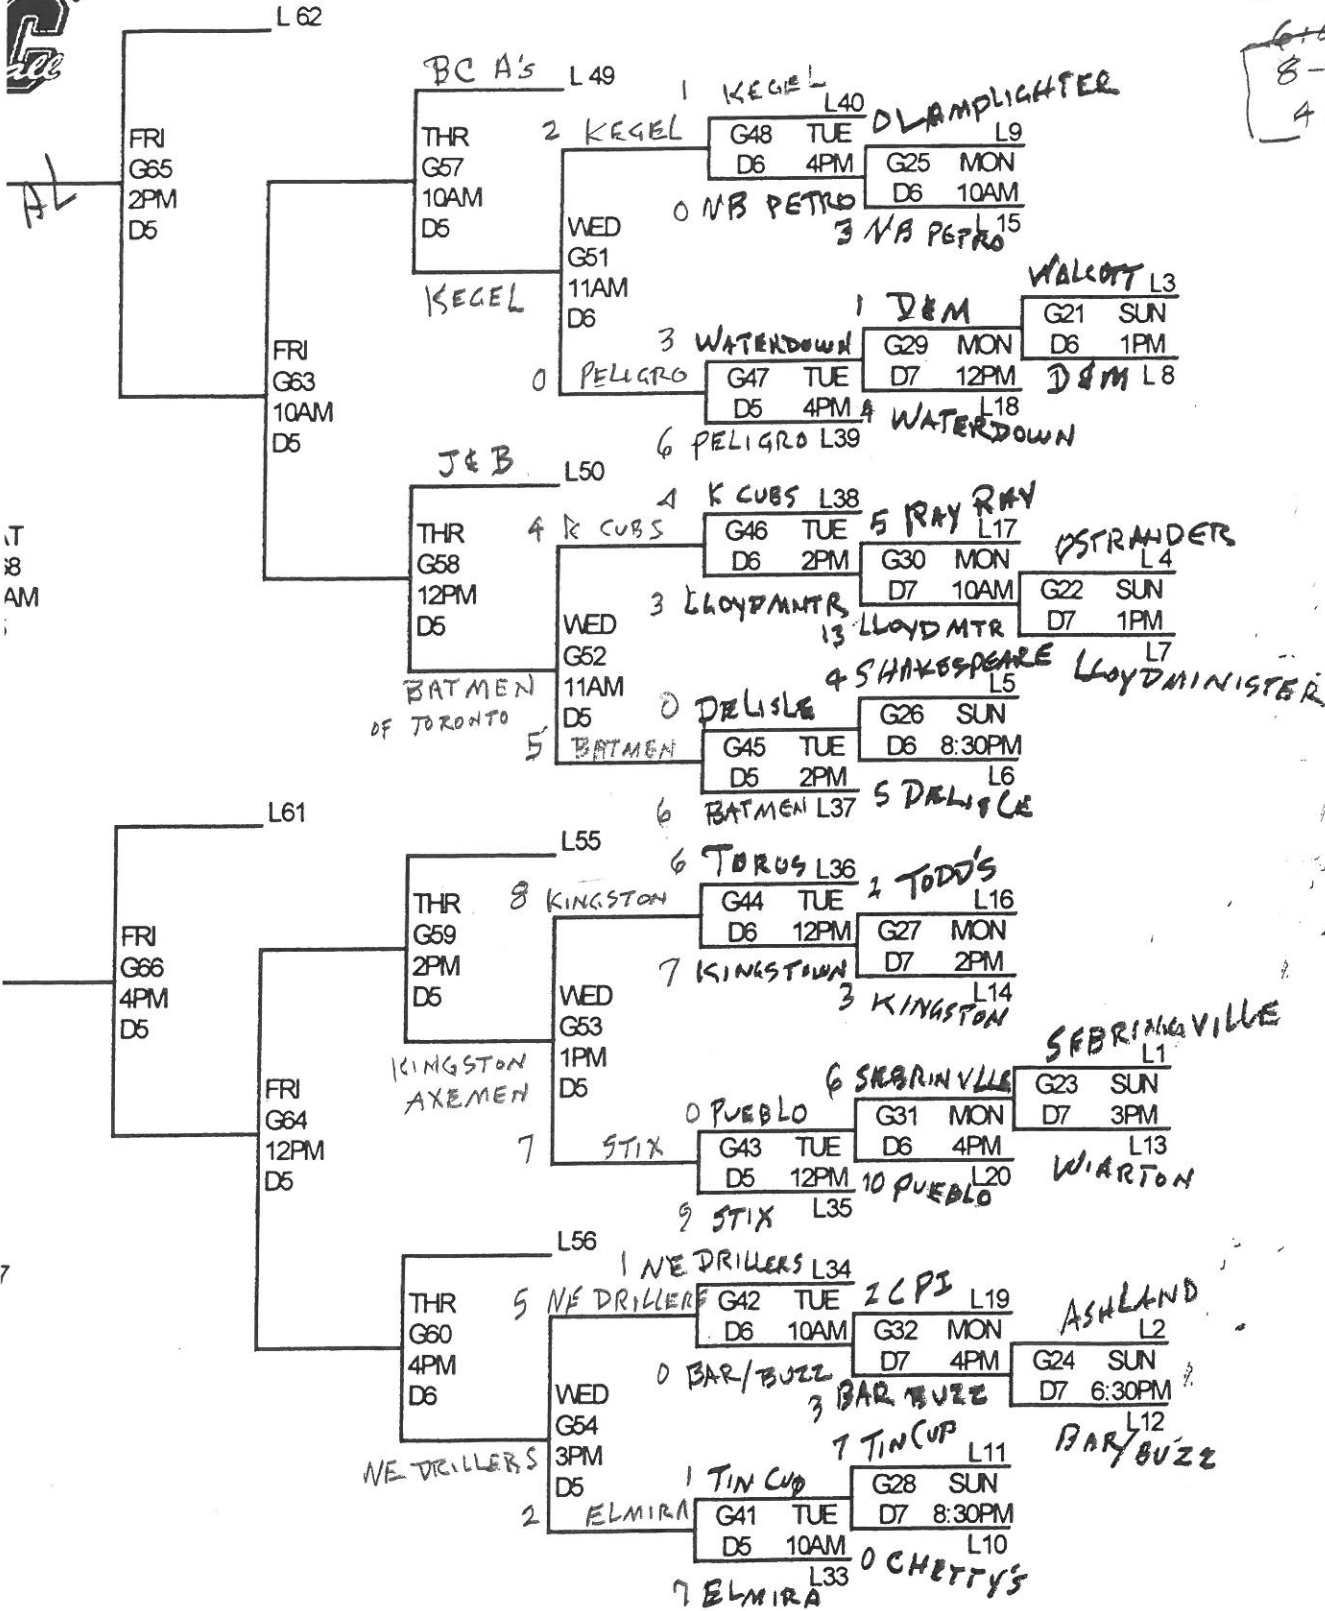 all
L 62
BC A's L 49
1 KEGEL L40
0 LAMPLIGHTER L9
8-
4
FRI
G65
2PM
D5
AL
THR
G57
10AM
D5
2 KEGEL
G48 TUE
D6 4PM
G25 MON
D6 10AM
0 NB PETRO
3 NB PETRO L15
WED
G51
11AM
D6
KEGEL
WALCOTT L3
1 D&M
G21 SUN
D6 1PM
D&M L8
3 WATERDOWN
G29 MON
D7 12PM
FRI
G63
10AM
D5
0 PELIGRO
G47 TUE
D5 4PM
4 WATERDOWN L18
6 PELIGRO L39
J&B L50
4 K CUBS L38
5 RAY RAY L17
OSTRANDER L4
4 K CUBS
G46 TUE
D6 2PM
G30 MON
D7 10AM
G22 SUN
D7 1PM
THR
G58
12PM
D5
AM
3 LLOYDMNTR
13 LLOYDMTR
L7
LLOYDMINISTER
WED
G52
11AM
D5
4 SHAKESPEARE L5
BATMEN
OF TORONTO
0 DELISLE
G26 SUN
D6 8:30PM
5 BATMEN
G45 TUE
D5 2PM
L6
5 DELISLE
6 BATMEN L37
L61
L55
6 TOROS L36
2 TODD'S L16
8 KINGSTON
G44 TUE
D6 12PM
G27 MON
D7 2PM
THR
G59
2PM
D5
FRI
G66
4PM
D5
7 KINGSTOWN
3 KINGSTON L14
WED
G53
1PM
D5
KINGSTON
AXEMEN
SEBRINGVILLE L1
6 SEBRINVLLE
G23 SUN
D7 3PM
L13
WIARTON
0 PUEBLO
G31 MON
D6 4PM
FRI
G64
12PM
D5
7 STIX
G43 TUE
D5 12PM
10 PUEBLO L20
9 STIX L35
L56
1 NE DRILLERS L34
2 CPI L19
ASHLAND L2
5 NE DRILLERS
G42 TUE
D6 10AM
G32 MON
D7 4PM
G24 SUN
D7 6:30PM
THR
G60
4PM
D6
0 BAR/BUZZ
3 BAR BUZZ
L12
BAR/BUZZ
WED
G54
3PM
D5
NE DRILLERS
7 TIN CUP L11
1 TIN CUP
G28 SUN
D7 8:30PM
2 ELMIRA
G41 TUE
D5 10AM
L10
0 CHETTY'S
7 ELMIRA L33